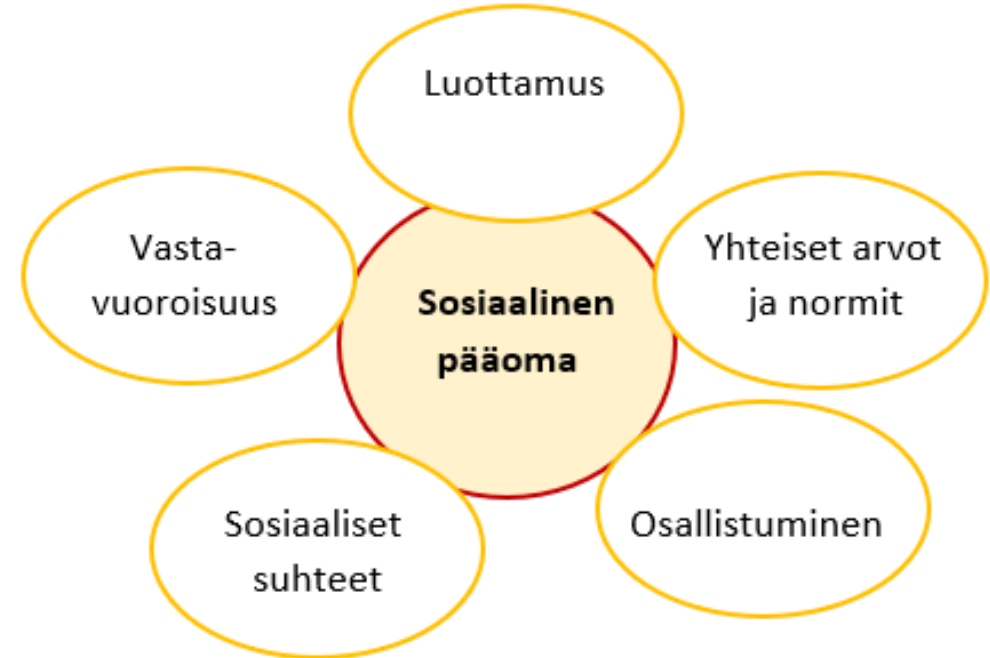 Luottamus
Vasta-
vuoroisuus
Yhteiset arvot
ja normit
Sosiaalinen
pääoma
Sosiaaliset
suhteet
Osallistuminen